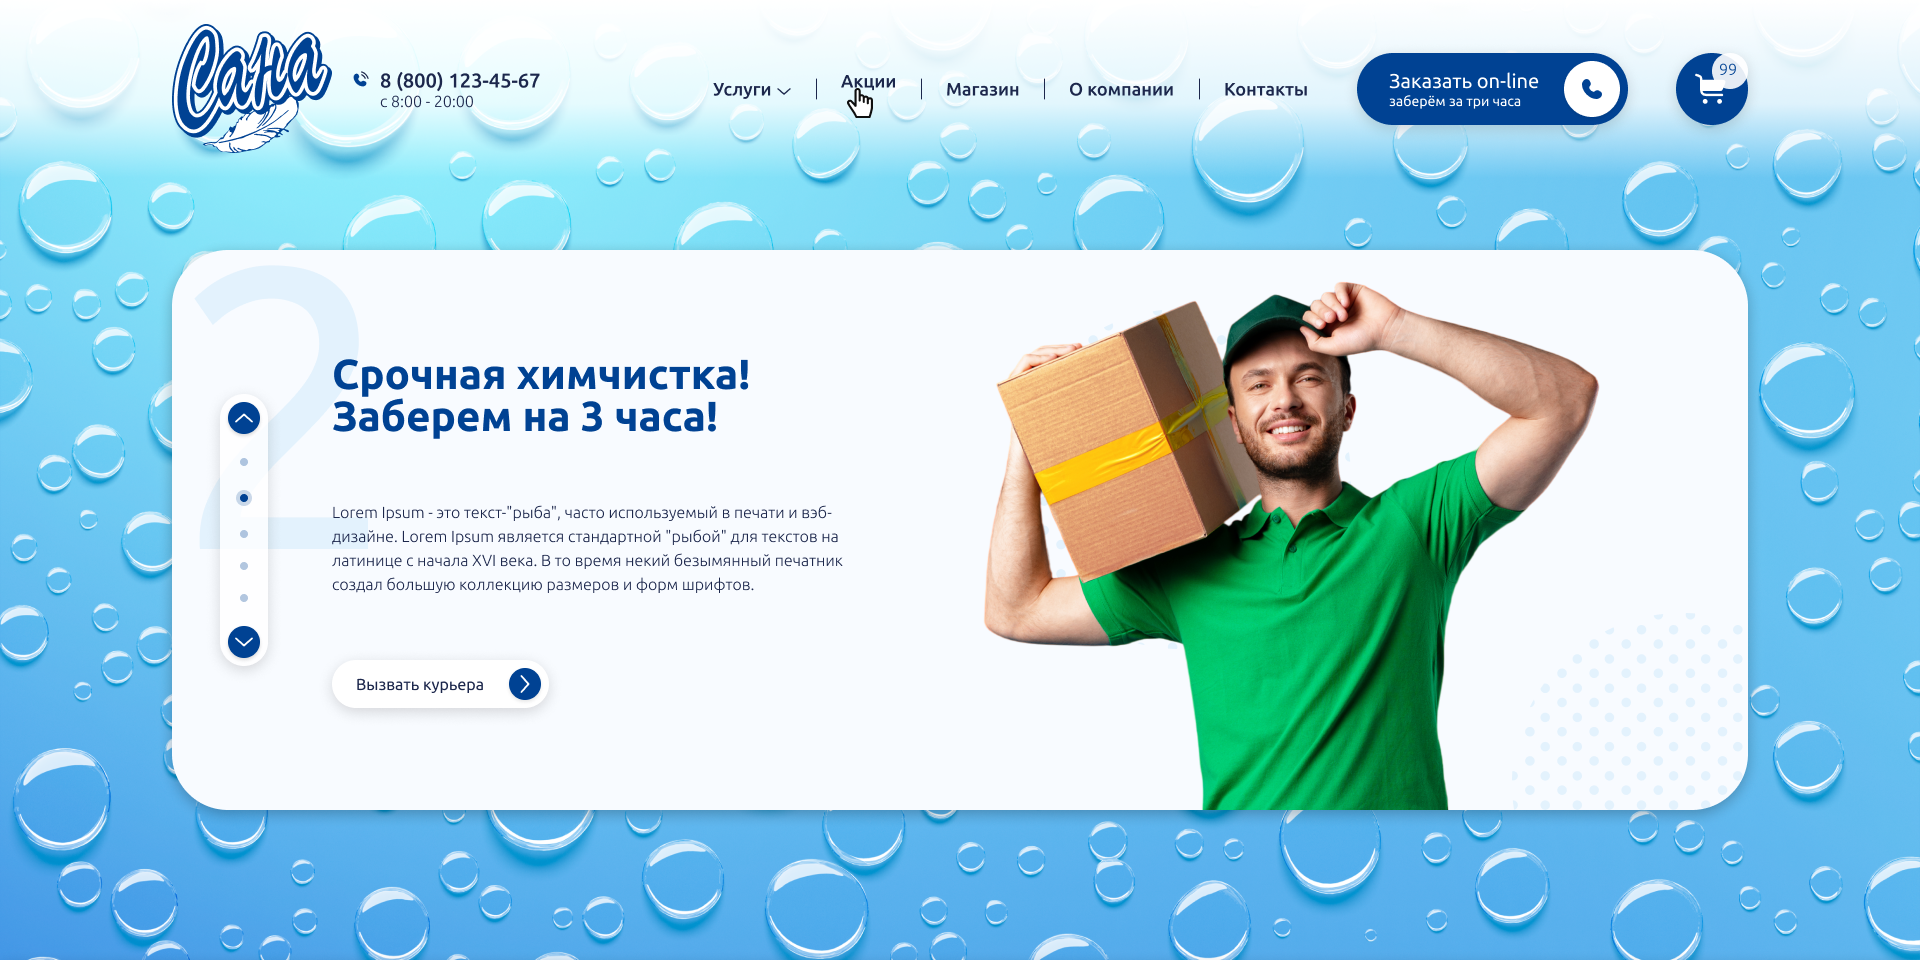 Сана
8 (800) 123-45-67
с 8:00 - 20:00
Услуги
Акции
Магазин
О компании
Контакты
Заказать on-line
заберём за три часа
99
2
Срочная химчистка!
Заберем на 3 часа!
Lorem Ipsum - это текст-"рыба", часто используемый в печати и вэб-
дизайне. Lorem Ipsum является стандартной "рыбой" для текстов на
латинице с начала XVI века. В то время некий безымянный печатник
создал большую коллекцию размеров и форм шрифтов.
Вызвать курьера